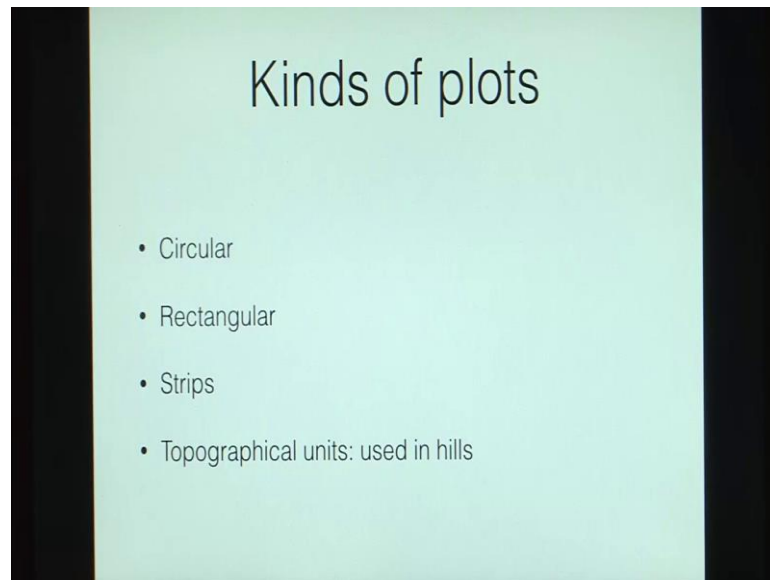 Kinds of plots
• Circular
• Rectangular
• Strips
• Topographical units: used in hills